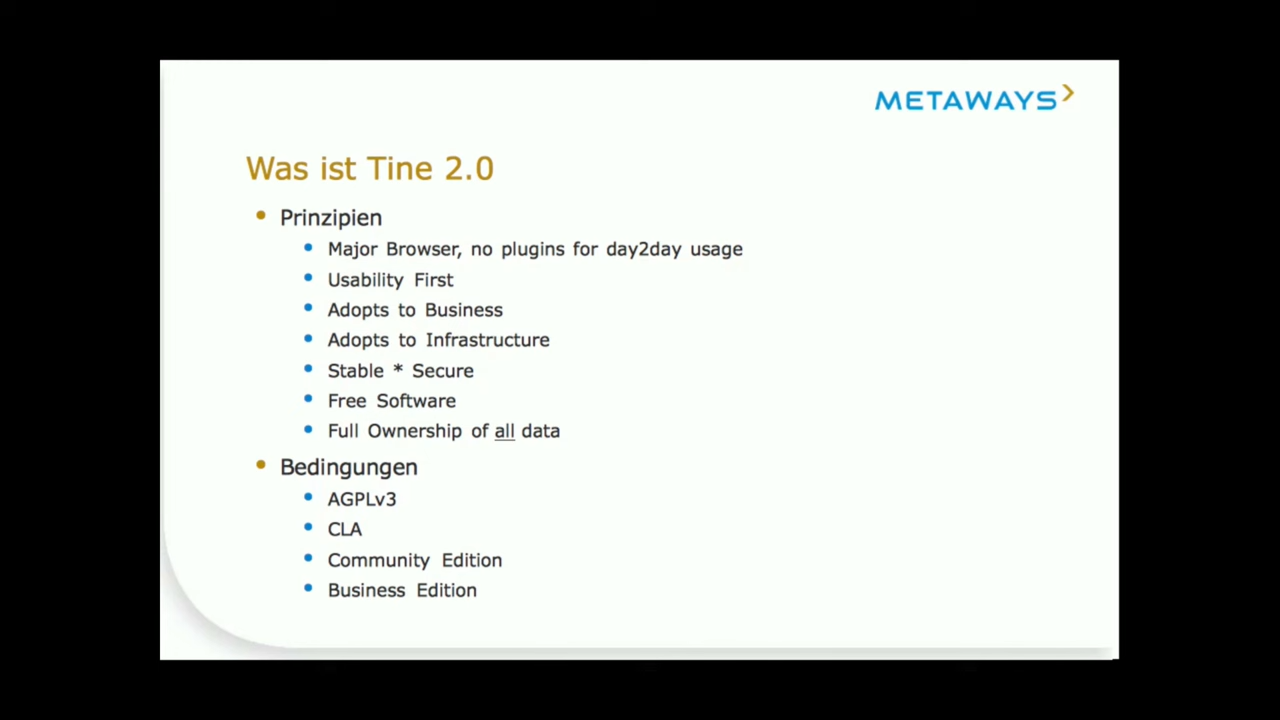 METAWAYS
Was ist Tine 2.0
Prinzipien
Major Browser, no plugins for day2day usage
Usability First
Adopts to Business
Adopts to Infrastructure
Stable * Secure
Free Software
Full Ownership of all data
Bedingungen
AGPLv3
CLA
Community Edition
Business Edition